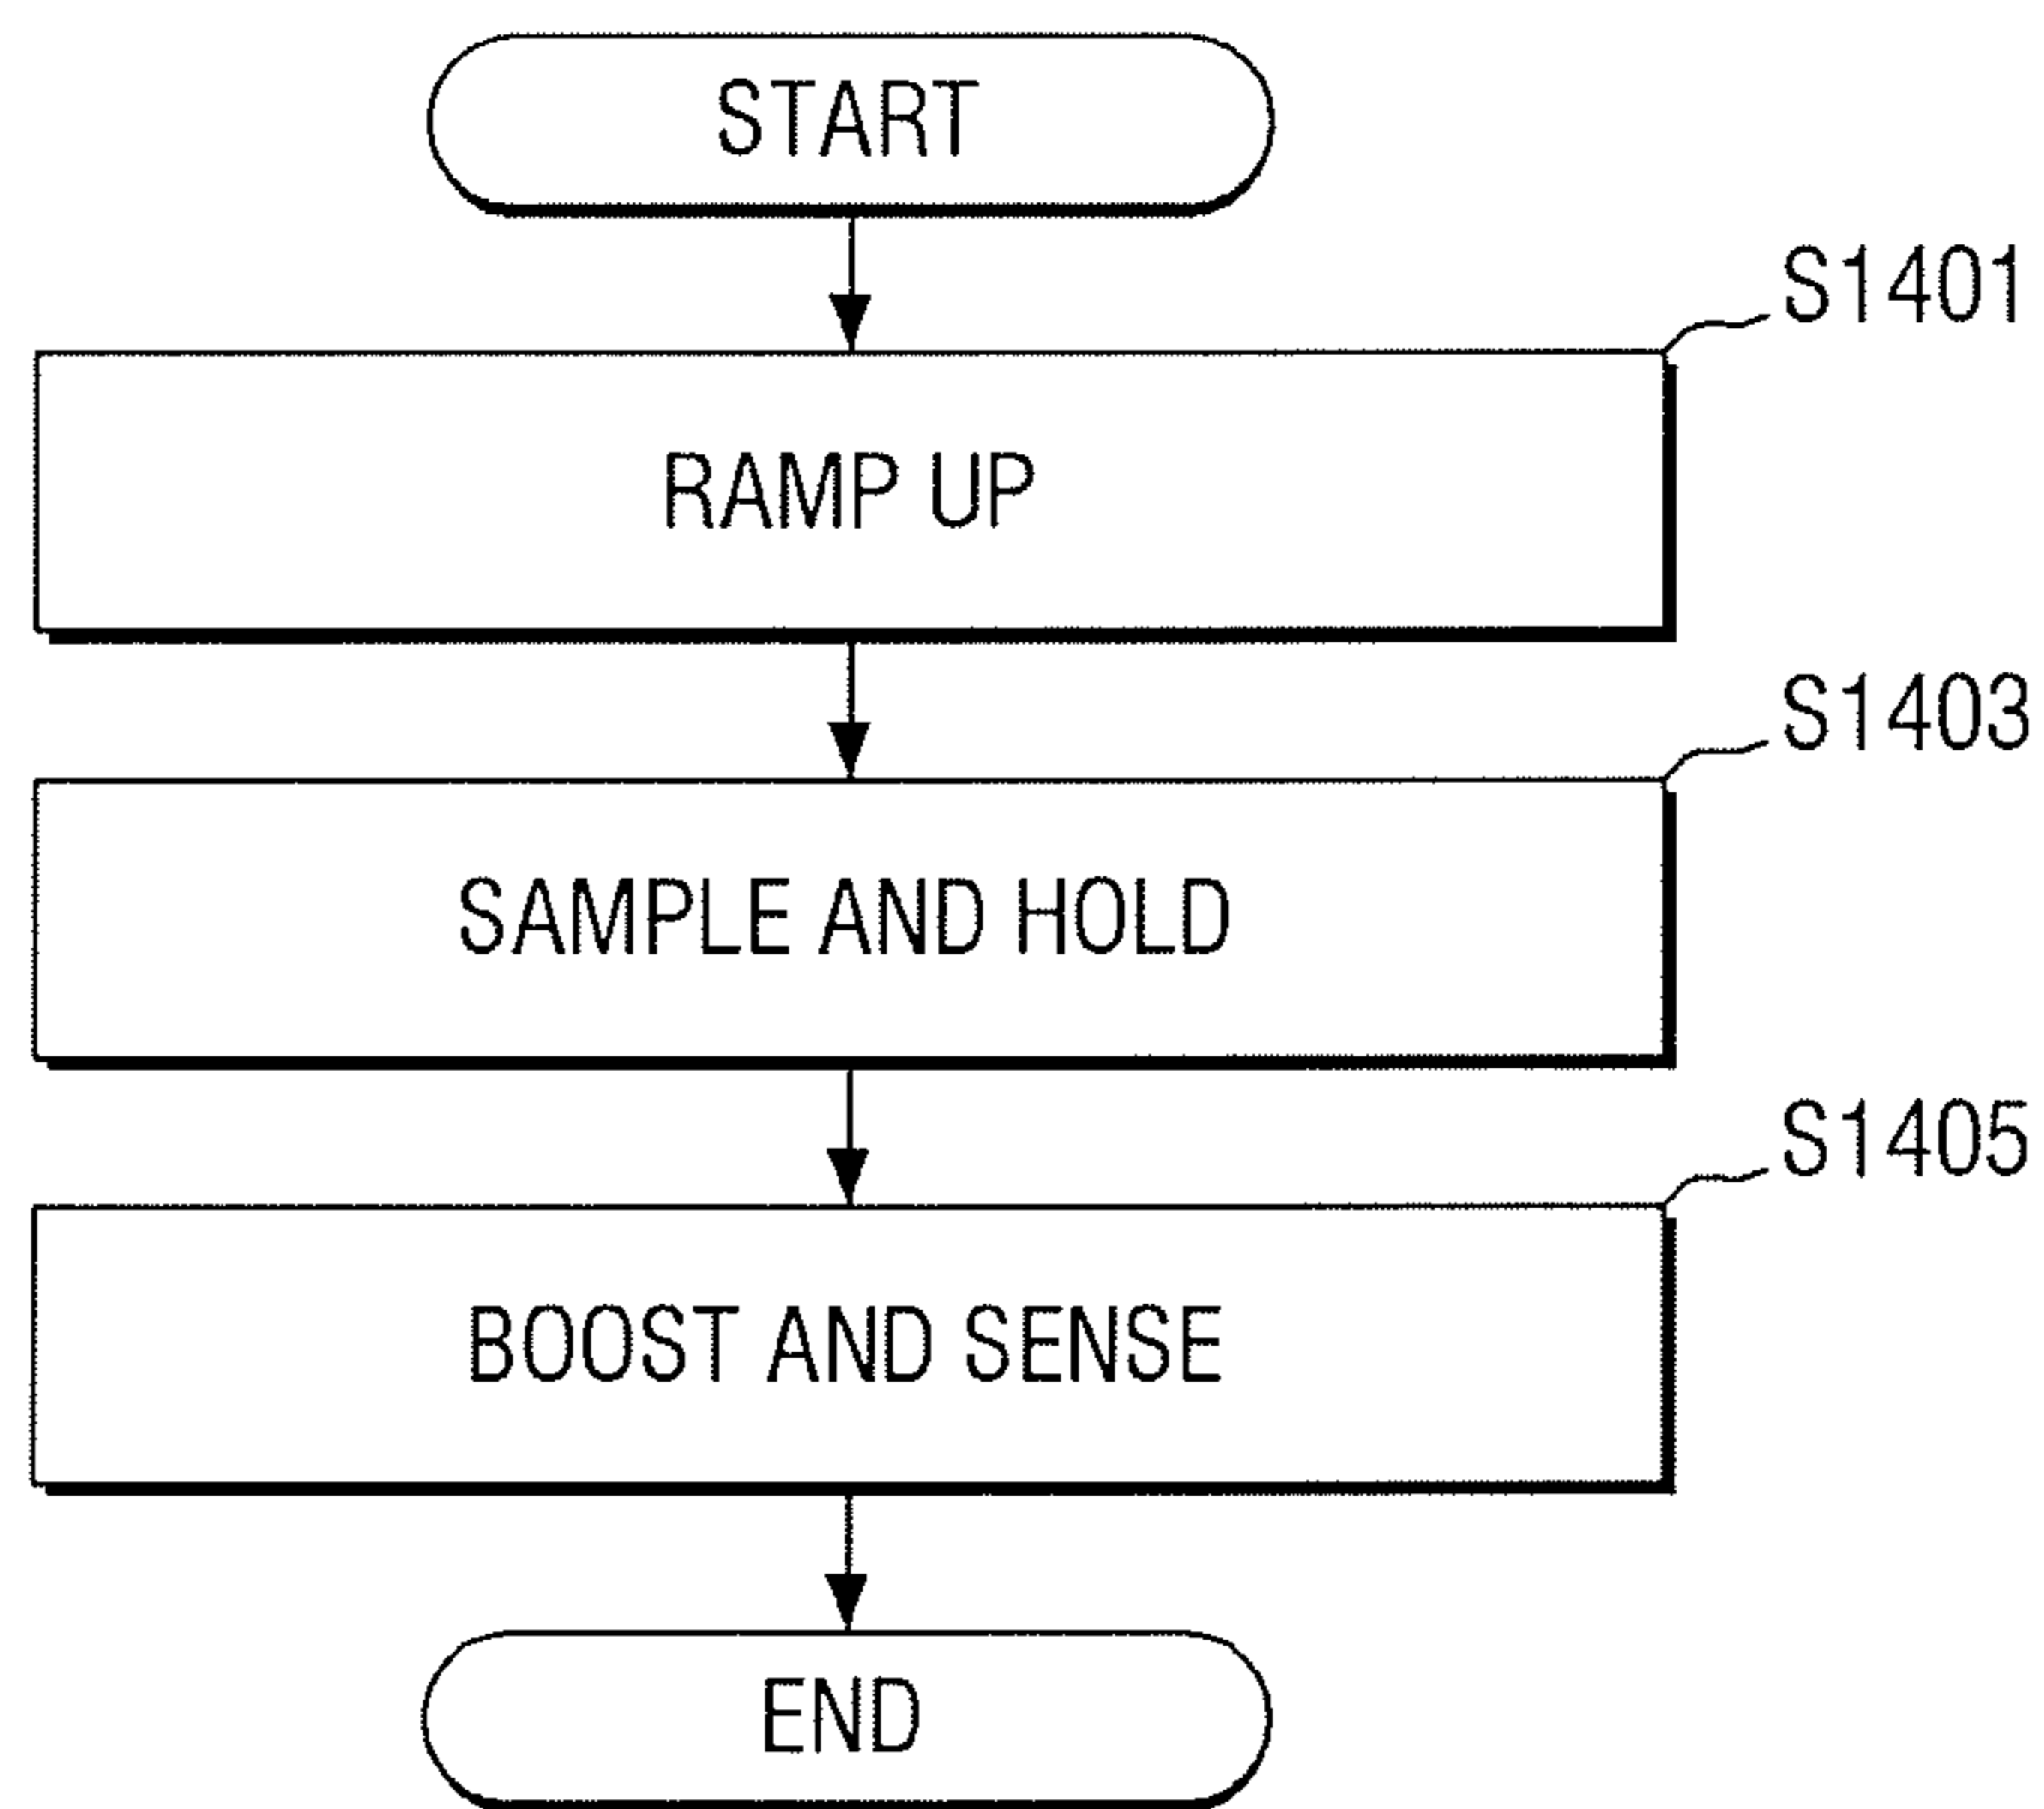 START
S1401
RAMP UP
S1403
SAMPLE AND HOLD
S1405
BOOST AND SENSE
END